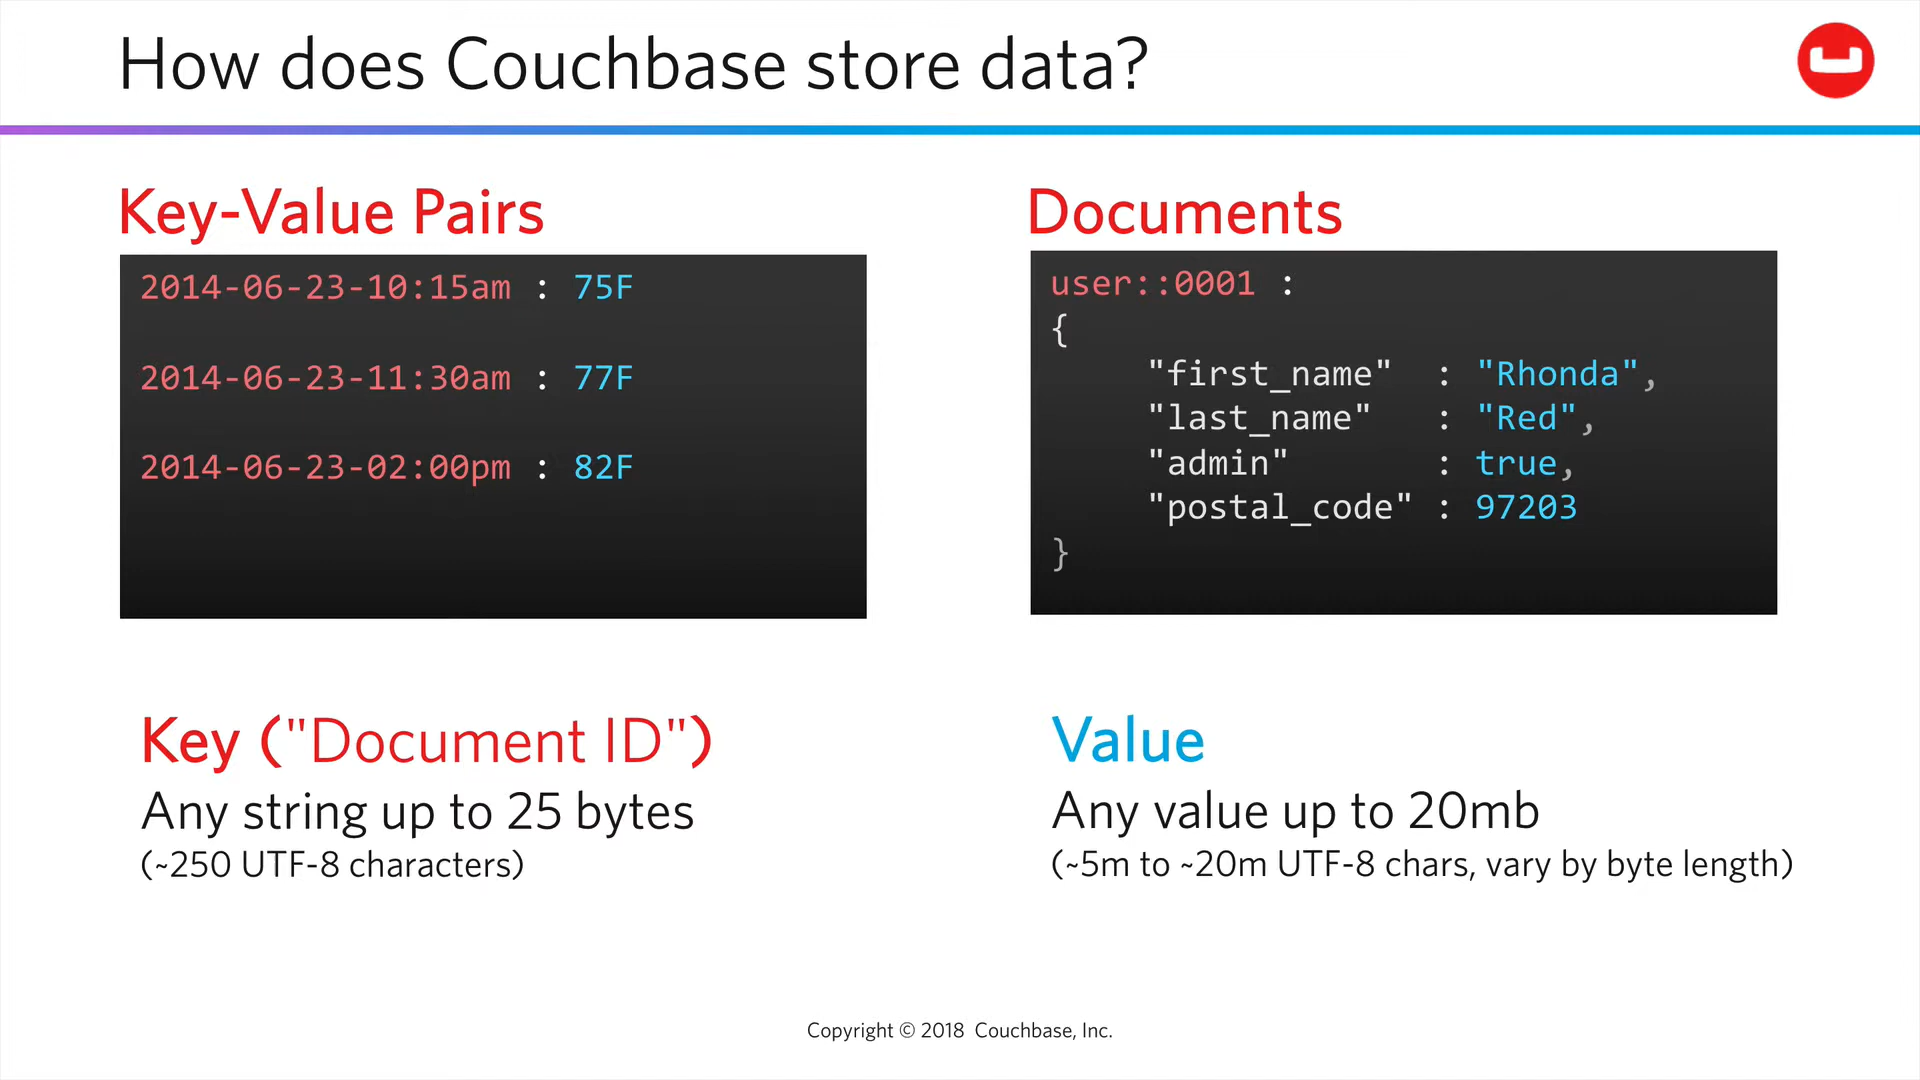 How does Couchbase store data?
Key-Value Pairs
2014-06-23-10:15am : 75F
2014-06-23-11:30am : 77F
2014-06-23-02:00pm : 82F
Documents
user::0001 :
{
"first_name" : "Rhonda",
"last_name" : "Red",
"admin" : true,
"postal_code" : 97203
}
Key ("Document ID")
Any string up to 25 bytes
(~250 UTF-8 characters)
Value
Any value up to 20mb
(~5m to ~20m UTF-8 chars, vary by byte length)
Copyright © 2018 Couchbase, Inc.